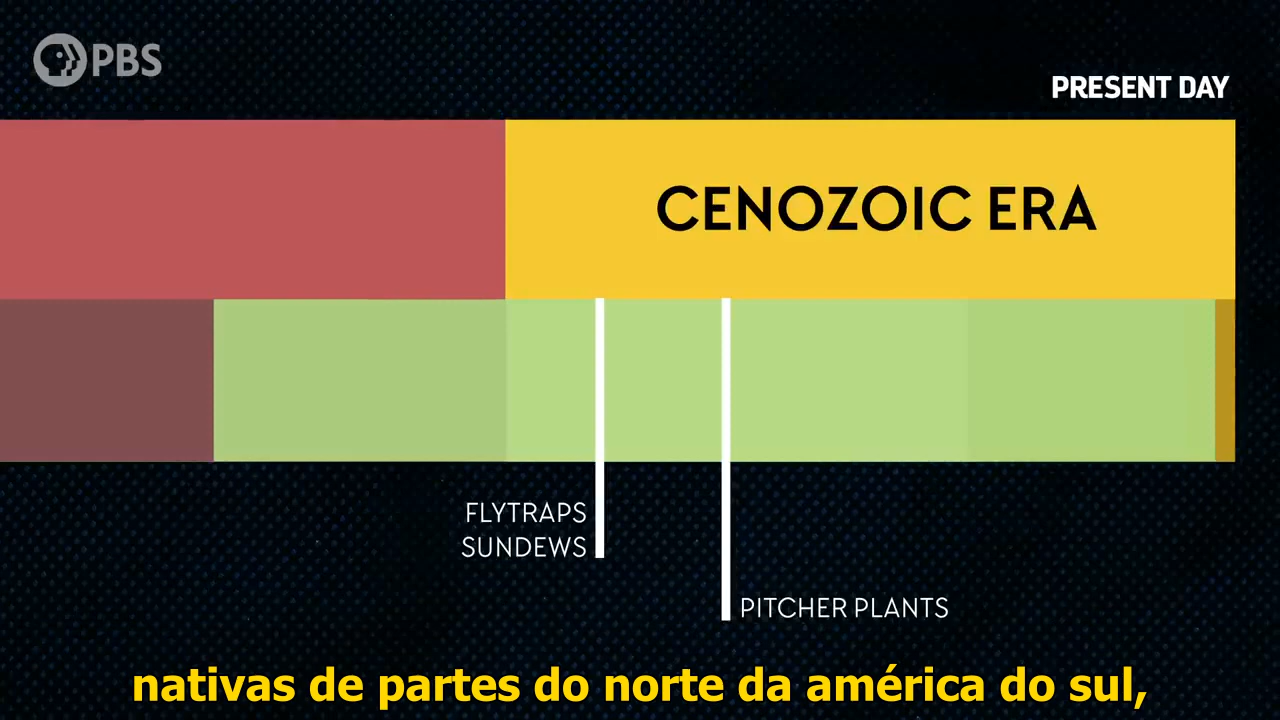 PBS
PRESENT DAY
CENOZOIC ERA
FLYTRAPS
SUNDEWS
PITCHER PLANTS
nativas de partes do norte da américa do sul,